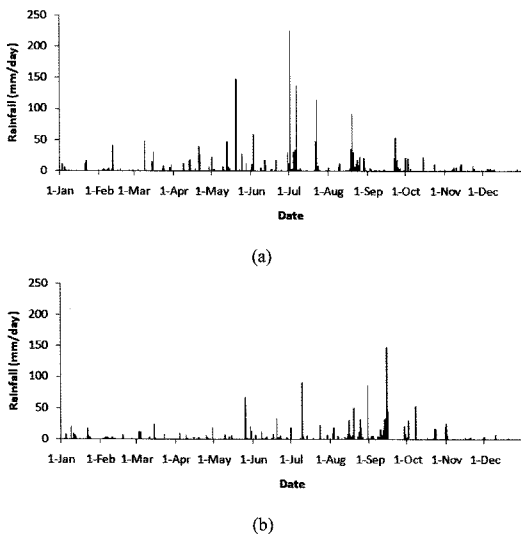 250
200
150
100
50
0
Rainfall (mm/day)
1-Jan 1-Feb 1-Mar 1-Apr 1-May 1-Jun 1-Jul 1-Aug 1-Sep 1-Oct 1-Nov 1-Dec
Date
(a)
250
200
150
100
50
0
Rainfall (mm/day)
1-Jan 1-Feb 1-Mar 1-Apr 1-May 1-Jun 1-Jul 1-Aug 1-Sep 1-Oct 1-Nov 1-Dec
Date
(b)